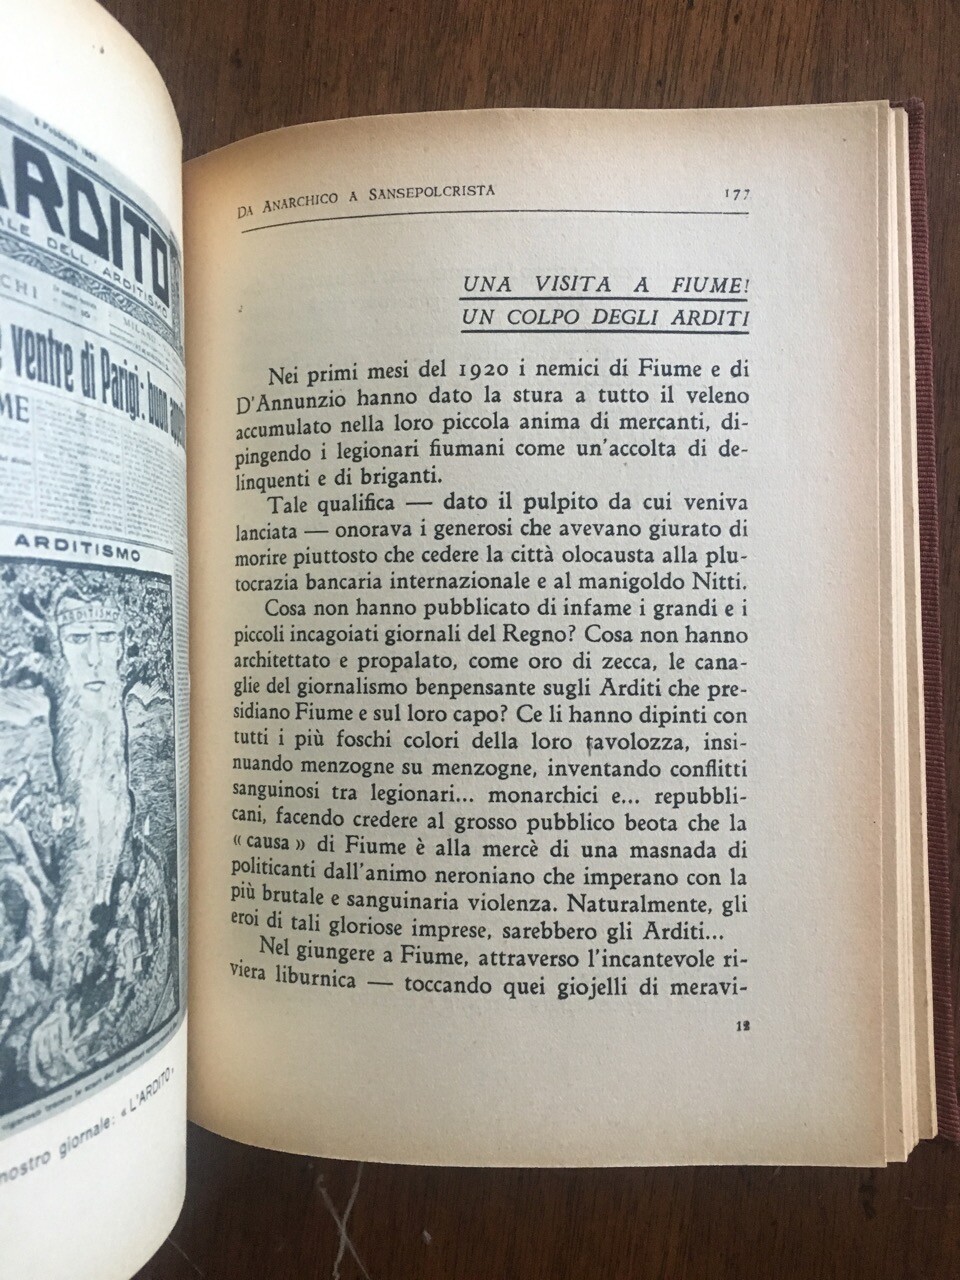 8 Febbraio 1920
ARDITO
DELL'ARDITISMO
MILANO
ventre di Parigi: buon
ARDITISMO
ARDITISMO
nostro giornale: « L'ARDITO »
DA ANARCHICO A SANSEPOLCRISTA 177
UNA VISITA A FIUME!
UN COLPO DEGLI ARDITI
Nei primi mesi del 1920 i nemici di Fiume e di
D'Annunzio hanno dato la stura a tutto il veleno
accumulato nella loro piccola anima di mercanti, di-
pingendo i legionari fiumani come un'accolta di de-
linquenti e di briganti.
Tale qualifica — dato il pulpito da cui veniva
lanciata — onorava i generosi che avevano giurato di
morire piuttosto che cedere la città olocausta alla plu-
tocrazia bancaria internazionale e al manigoldo Nitti.
Cosa non hanno pubblicato di infame i grandi e i
piccoli incagoiati giornali del Regno? Cosa non hanno
architettato e propalato, come oro di zecca, le cana-
glie del giornalismo benpensante sugli Arditi che pre-
sidiano Fiume e sul loro capo? Ce li hanno dipinti con
tutti i più foschi colori della loro tavolozza, insi-
nuando menzogne su menzogne, inventando conflitti
sanguinosi tra legionari... monarchici e... repubbli-
cani, facendo credere al grosso pubblico beota che la
« causa » di Fiume è alla mercè di una masnada di
politicanti dall'animo neroniano che imperano con la
più brutale e sanguinaria violenza. Naturalmente, gli
eroi di tali gloriose imprese, sarebbero gli Arditi...
Nel giungere a Fiume, attraverso l'incantevole ri-
viera liburnica — toccando quei giojelli di meravi-
12